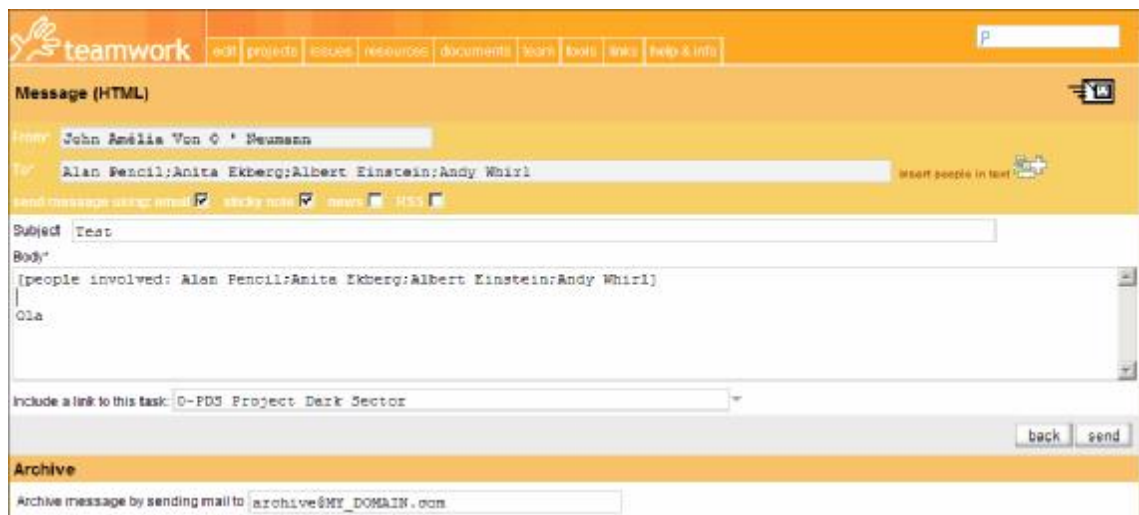 teamwork edit projects issues resources documents team tools links help & info
Message (HTML)
From* John Amélia Von O ' Neumann
To* Alan Pencil;Anita Ekberg;Albert Einstein;Andy Whirl insert people in text
send message using: email sticky note news RSS
Subject Test
Body*
[people involved: Alan Pencil;Anita Ekberg;Albert Einstein;Andy Whirl]
Ola
Include a link to this task: 0-PDS Project Dark Sector
back send
Archive
Archive message by sending mail to archive@MY_DOMAIN.com